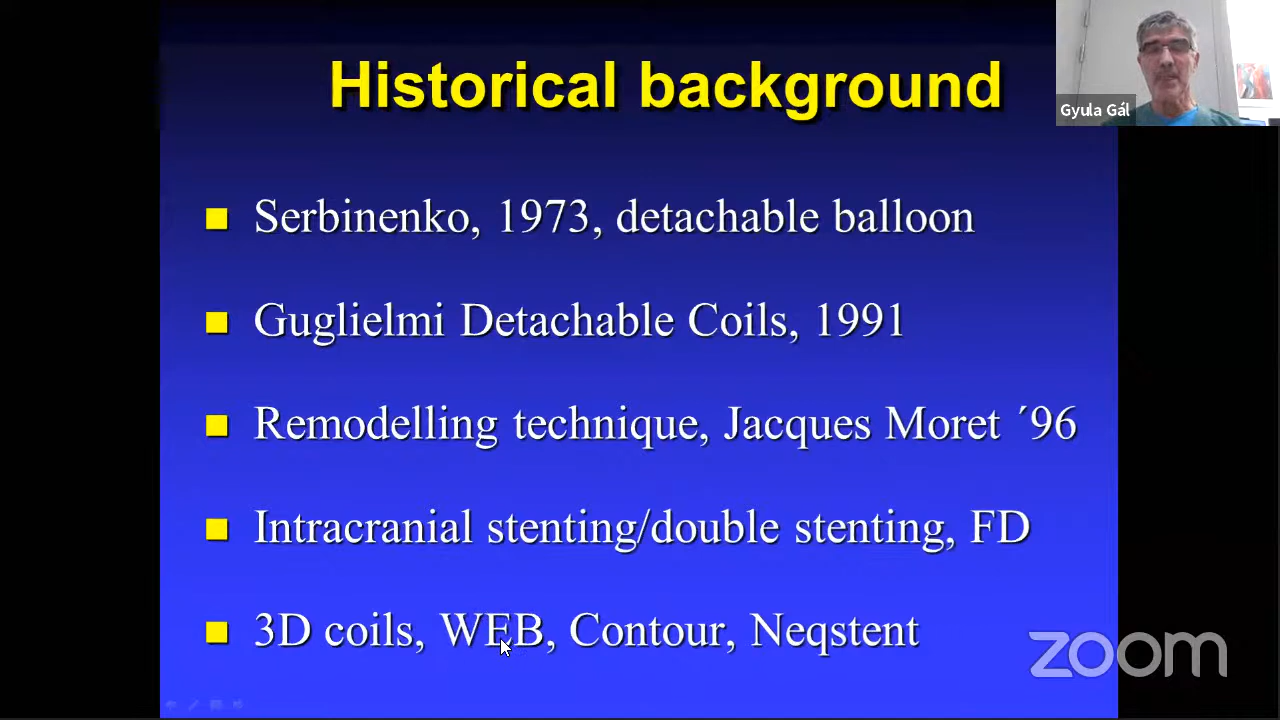 Historical background
Gyula Gál
Serbinenko, 1973, detachable balloon
Guglielmi Detachable Coils, 1991
Remodelling technique, Jacques Moret ´96
Intracranial stenting/double stenting, FD
3D coils, WEB, Contour, Neqstent
zoom